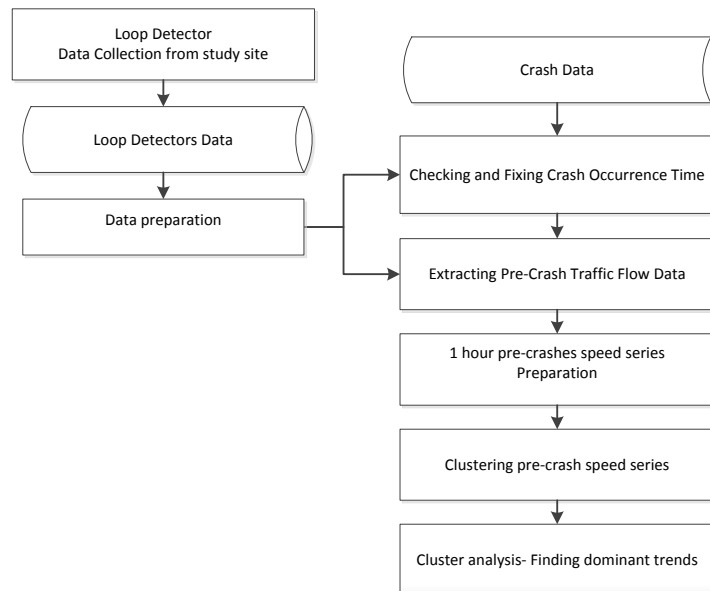 Loop Detector
Data Collection from study site
Loop Detectors Data
Data preparation
Crash Data
Checking and Fixing Crash Occurrence Time
Extracting Pre-Crash Traffic Flow Data
1 hour pre-crashes speed series
Preparation
Clustering pre-crash speed series
Cluster analysis- Finding dominant trends